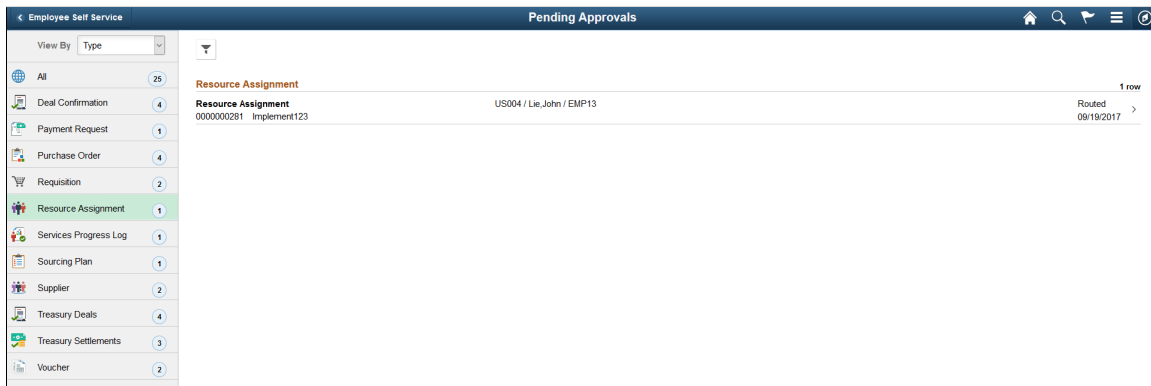 Employee Self Service
Pending Approvals
View By Type
All 25
Deal Confirmation 4
Payment Request 1
Purchase Order 4
Requisition 2
Resource Assignment 1
Services Progress Log 1
Sourcing Plan 1
Supplier 2
Treasury Deals 4
Treasury Settlements 3
Voucher 2
Resource Assignment
1 row
Resource Assignment US004 / Lie,John / EMP13 Routed
0000000281 Implement123 09/19/2017